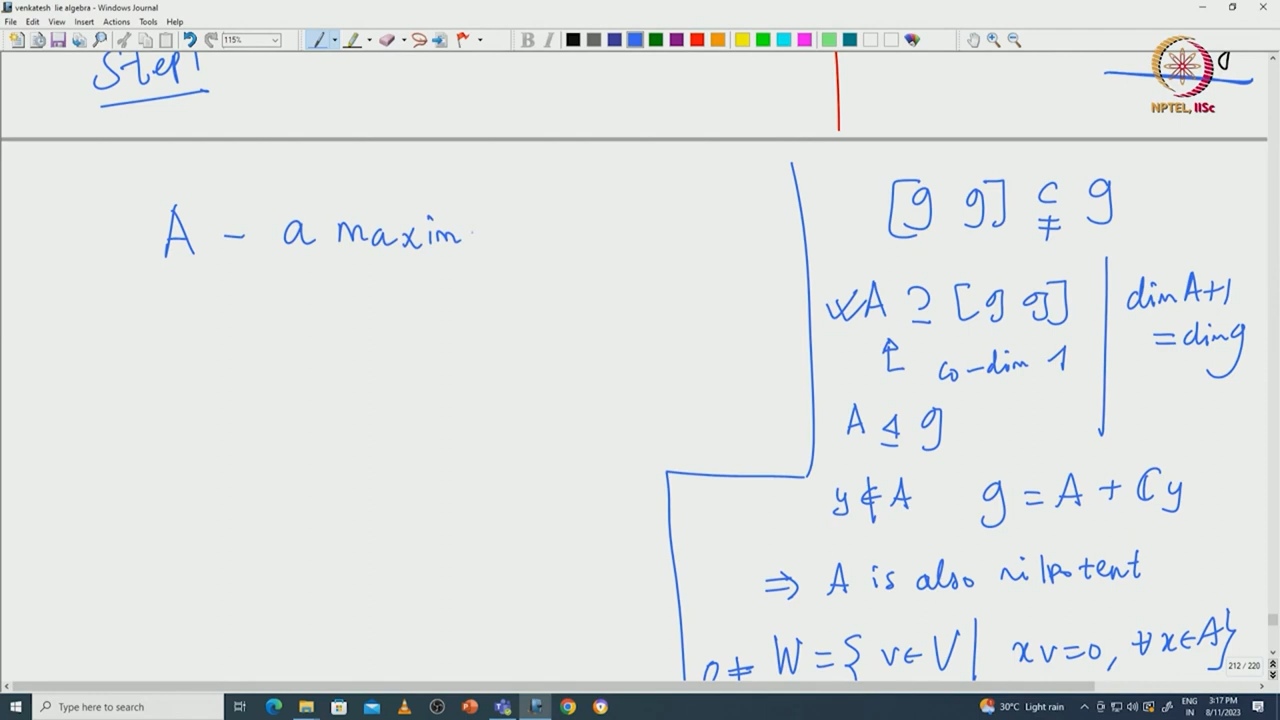 venkatesh lie algebra - Windows Journal
File Edit View Insert Actions Tools Help
115%
B I
Step 1
NPTEL, IISc
A - a maxim
[g g] ⊊ g
A ⊇ [g g]
co-dim 1
dim A+1
= dim g
A ⊴ g
y ∉ A g = A + ℂy
⇒ A is also nilpotent
0 ≠ W = { v ∈ V | xv=0, ∀x∈A}
212 / 220
Type here to search
30°C Light rain
ENG
IN
3:17 PM
8/11/2023